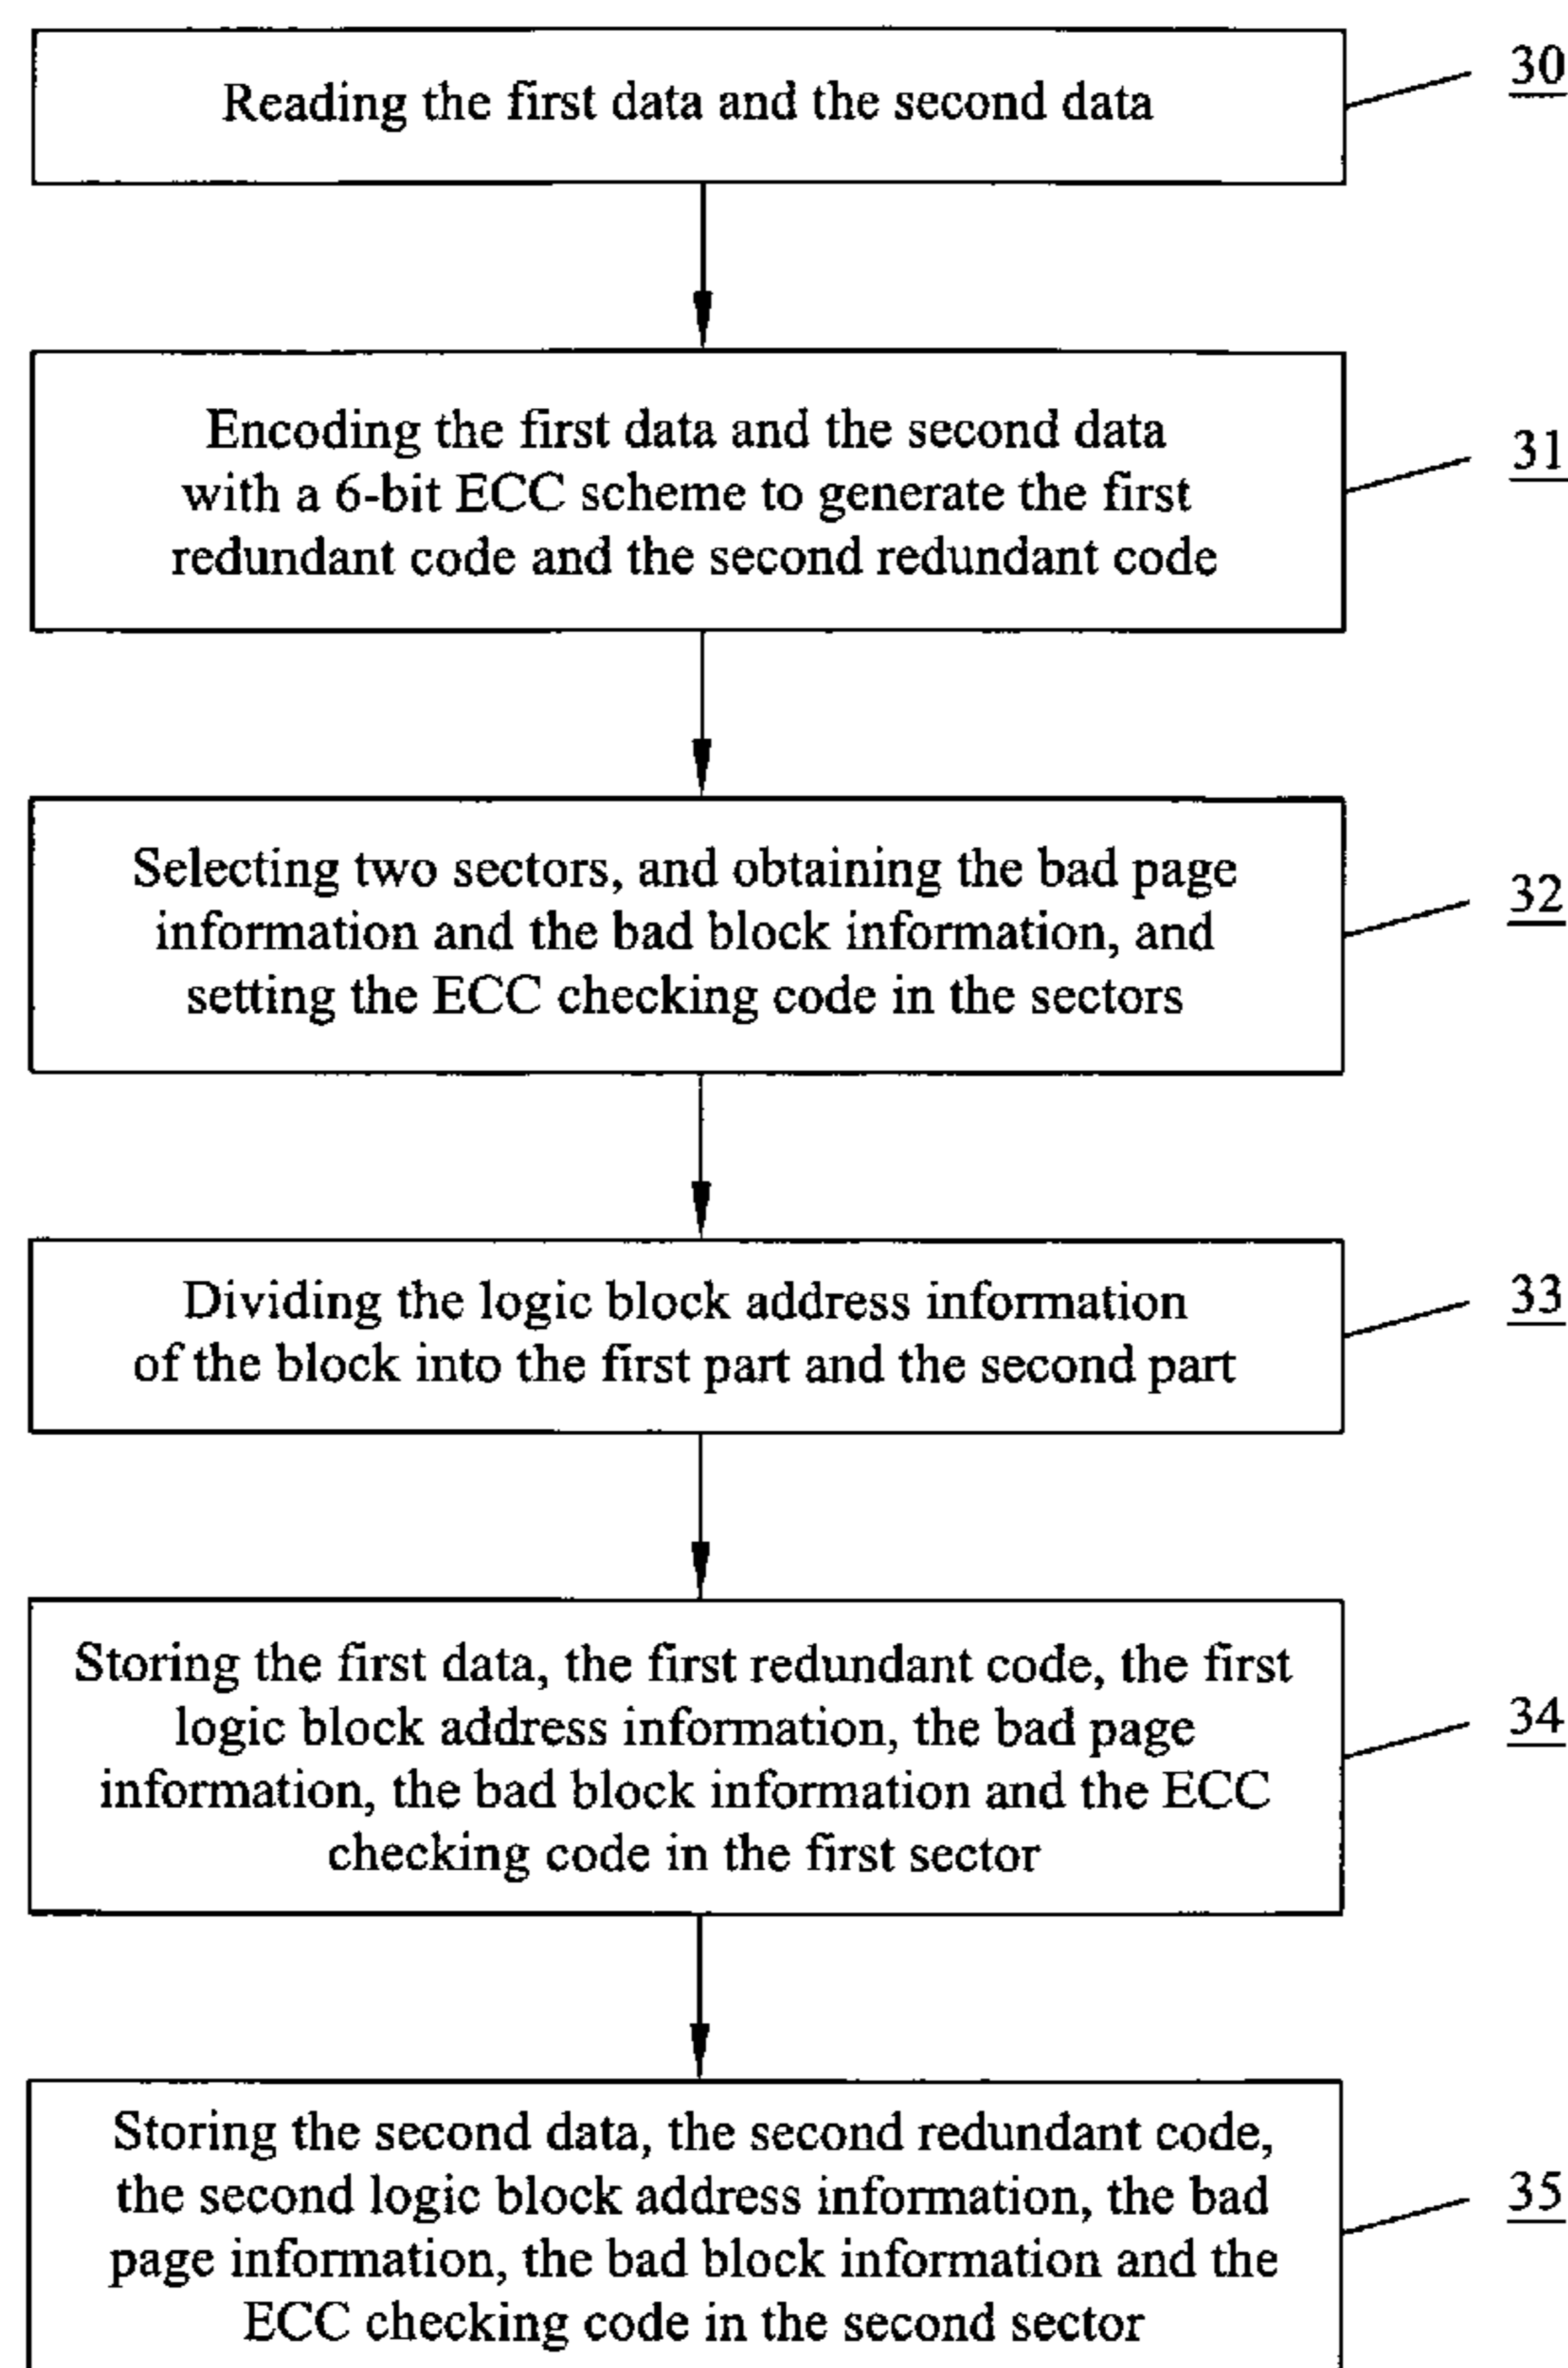 Reading the first data and the second data
30
Encoding the first data and the second data
with a 6-bit ECC scheme to generate the first
redundant code and the second redundant code
31
Selecting two sectors, and obtaining the bad page
information and the bad block information, and
setting the ECC checking code in the sectors
32
Dividing the logic block address information
of the block into the first part and the second part
33
Storing the first data, the first redundant code, the first
logic block address information, the bad page
information, the bad block information and the ECC
checking code in the first sector
34
Storing the second data, the second redundant code,
the second logic block address information, the bad
page information, the bad block information and the
ECC checking code in the second sector
35